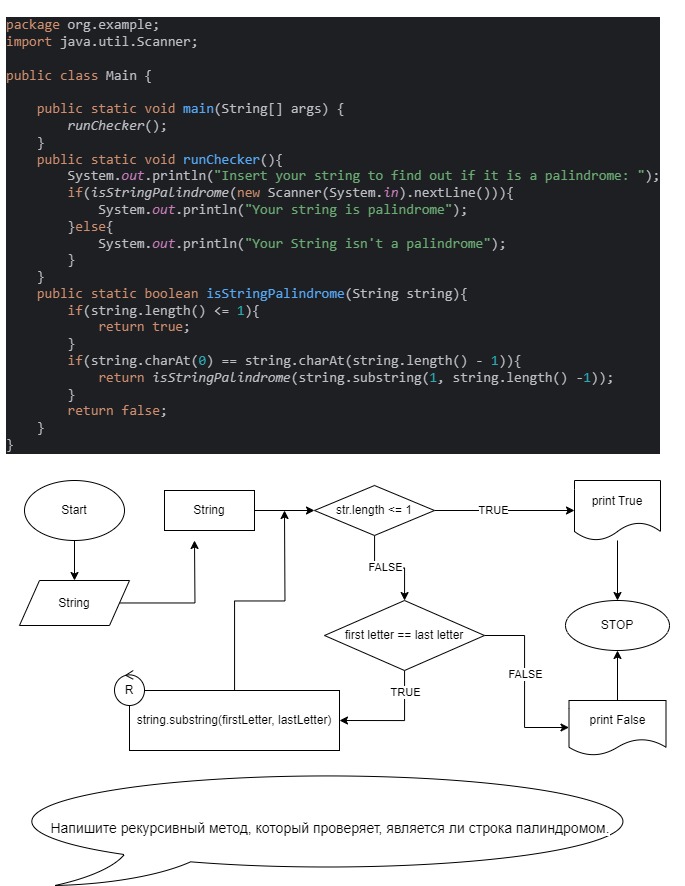 package org.example;
import java.util.Scanner;
public class Main {
public static void main(String[] args) {
runChecker();
}
public static void runChecker(){
System.out.println("Insert your string to find out if it is a palindrome: ");
if(isStringPalindrome(new Scanner(System.in).nextLine())){
System.out.println("Your string is palindrome");
}else{
System.out.println("Your String isn't a palindrome");
}
}
public static boolean isStringPalindrome(String string){
if(string.length() <= 1){
return true;
}
if(string.charAt(0) == string.charAt(string.length() - 1)){
return isStringPalindrome(string.substring(1, string.length() -1));
}
return false;
}
}
Start
String
str.length <= 1
TRUE
print True
FALSE
String
first letter == last letter
STOP
FALSE
R
TRUE
string.substring(firstLetter, lastLetter)
print False
Напишите рекурсивный метод, который проверяет, является ли строка палиндромом.